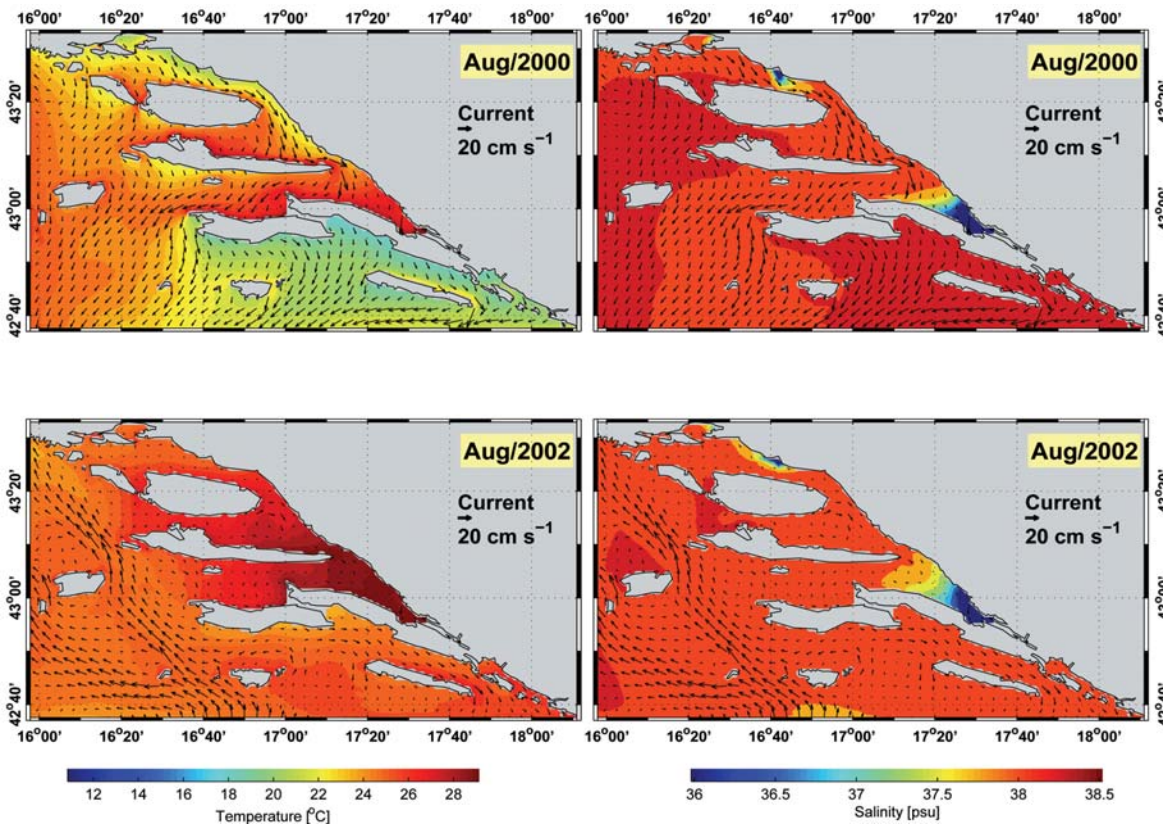 16°00' 16°20' 16°40' 17°00' 17°20' 17°40' 18°00'
16°00' 16°20' 16°40' 17°00' 17°20' 17°40' 18°00'
Aug/2000
Aug/2000
43°20'
43°20'
Current
20 cm s⁻¹
Current
20 cm s⁻¹
43°00'
43°00'
42°40'
42°40'
Aug/2002
Aug/2002
43°20'
43°20'
Current
20 cm s⁻¹
Current
20 cm s⁻¹
43°00'
43°00'
42°40'
42°40'
16°00' 16°20' 16°40' 17°00' 17°20' 17°40' 18°00'
16°00' 16°20' 16°40' 17°00' 17°20' 17°40' 18°00'
12 14 16 18 20 22 24 26 28
Temperature [°C]
36 36.5 37 37.5 38 38.5
Salinity [psu]